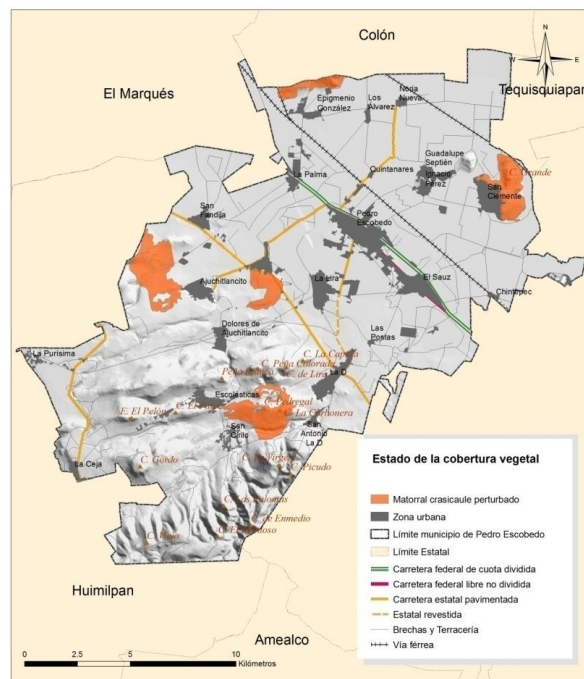 Colón
El Marqués
N
W
E
S
Tequisquiapan
Epigmenio
González
Los
Alvarez
Noria
Nueva
Guadalupe
Septién
La Palma
Quintanares
Ignacio
Pérez
C. Grande
San
Clemente
San
Fandila
Pedro
Escobedo
Ajuchitlancito
La Lira
El Sauz
Chintepec
Dolores de
Ajuchitlancito
Las
Postas
La Purísima
C. La Capilla
C. Peña Colorada
C. de Lira
La D
Escolásticas
C. Pedregal
E. El Pelón
C. La Carbonera
San
Cirilo
San
Antonio
La D
La Ceja
C. Gordo
C. Picudo
C. Las Palomas
C. de Enmedio
C. Viejo
Huimilpan
Amealco
Estado de la cobertura vegetal
Matorral crasicaule perturbado
Zona urbana
Límite municipio de Pedro Escobedo
Límite Estatal
Carretera federal de cuota dividida
Carretera federal libre no dividida
Carretera estatal pavimentada
Estatal revestida
Brechas y Terracería
Vía férrea
0 2.5 5 10
Kilómetros